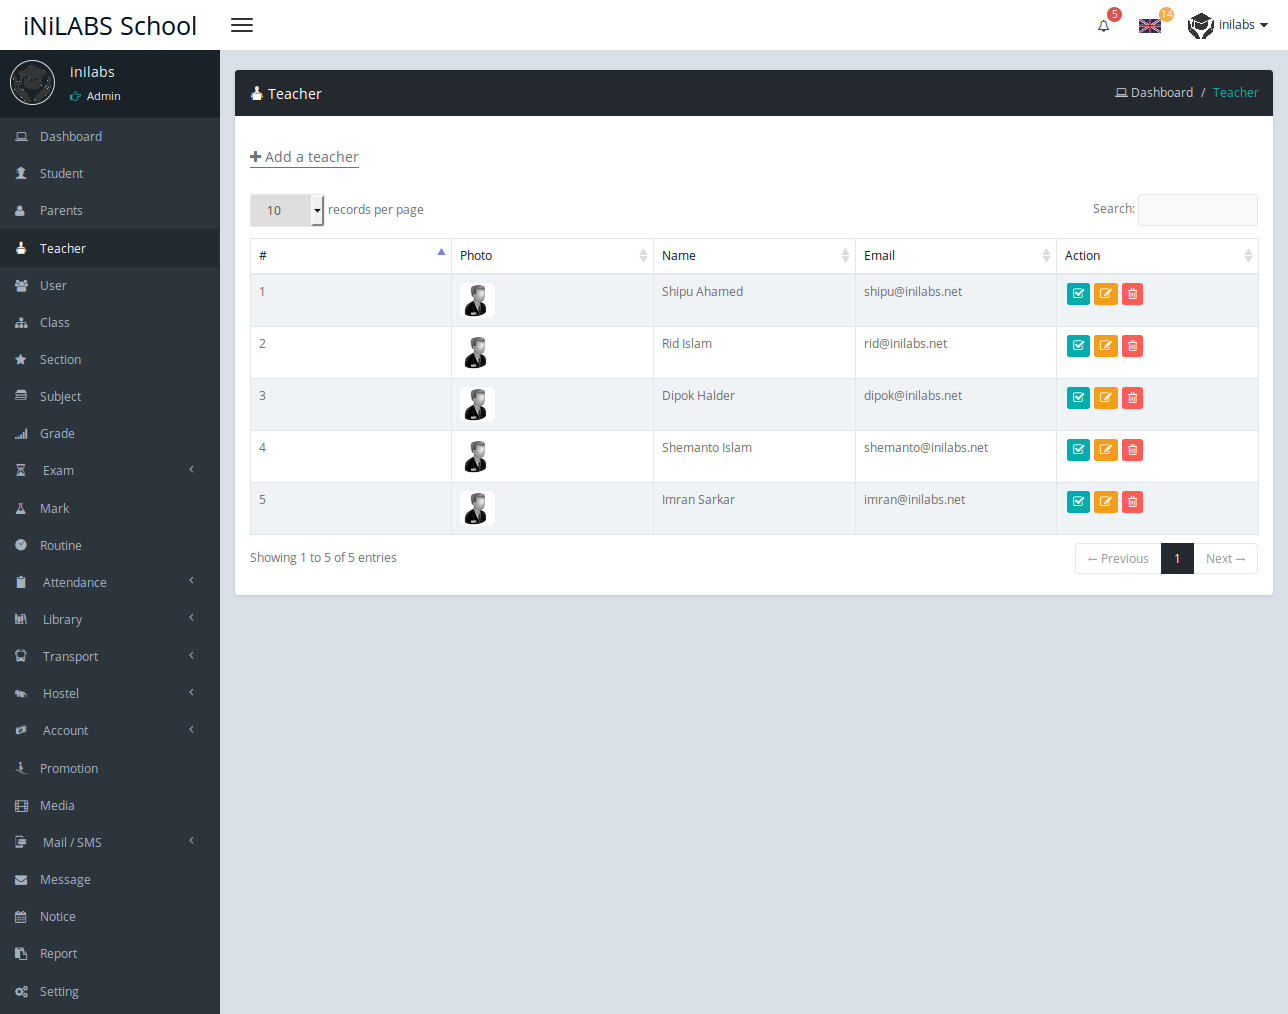 iNiLABS School
5
14
inilabs
inilabs
Admin
Dashboard
Student
Parents
Teacher
User
Class
Section
Subject
Grade
Exam
Mark
Routine
Attendance
Library
Transport
Hostel
Account
Promotion
Media
Mail / SMS
Message
Notice
Report
Setting
Teacher
Dashboard / Teacher
+ Add a teacher
10 records per page
Search:
# Photo Name Email Action
1 Shipu Ahamed shipu@inilabs.net
2 Rid Islam rid@inilabs.net
3 Dipok Halder dipok@inilabs.net
4 Shemanto Islam shemanto@inilabs.net
5 Imran Sarkar imran@inilabs.net
Showing 1 to 5 of 5 entries
← Previous 1 Next →